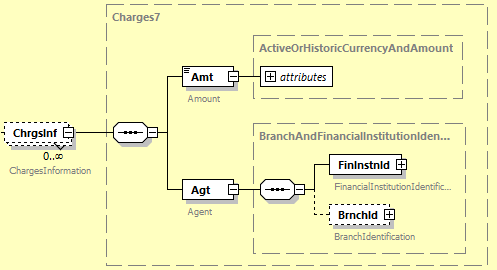 Charges7
ActiveOrHistoricCurrencyAndAmount
Amt
attributes
Amount
ChrgsInf
0..∞
ChargesInformation
BranchAndFinancialInstitutionIden...
FinInstnId
FinancialInstitutionIdentific...
Agt
Agent
BrnchId
BranchIdentification